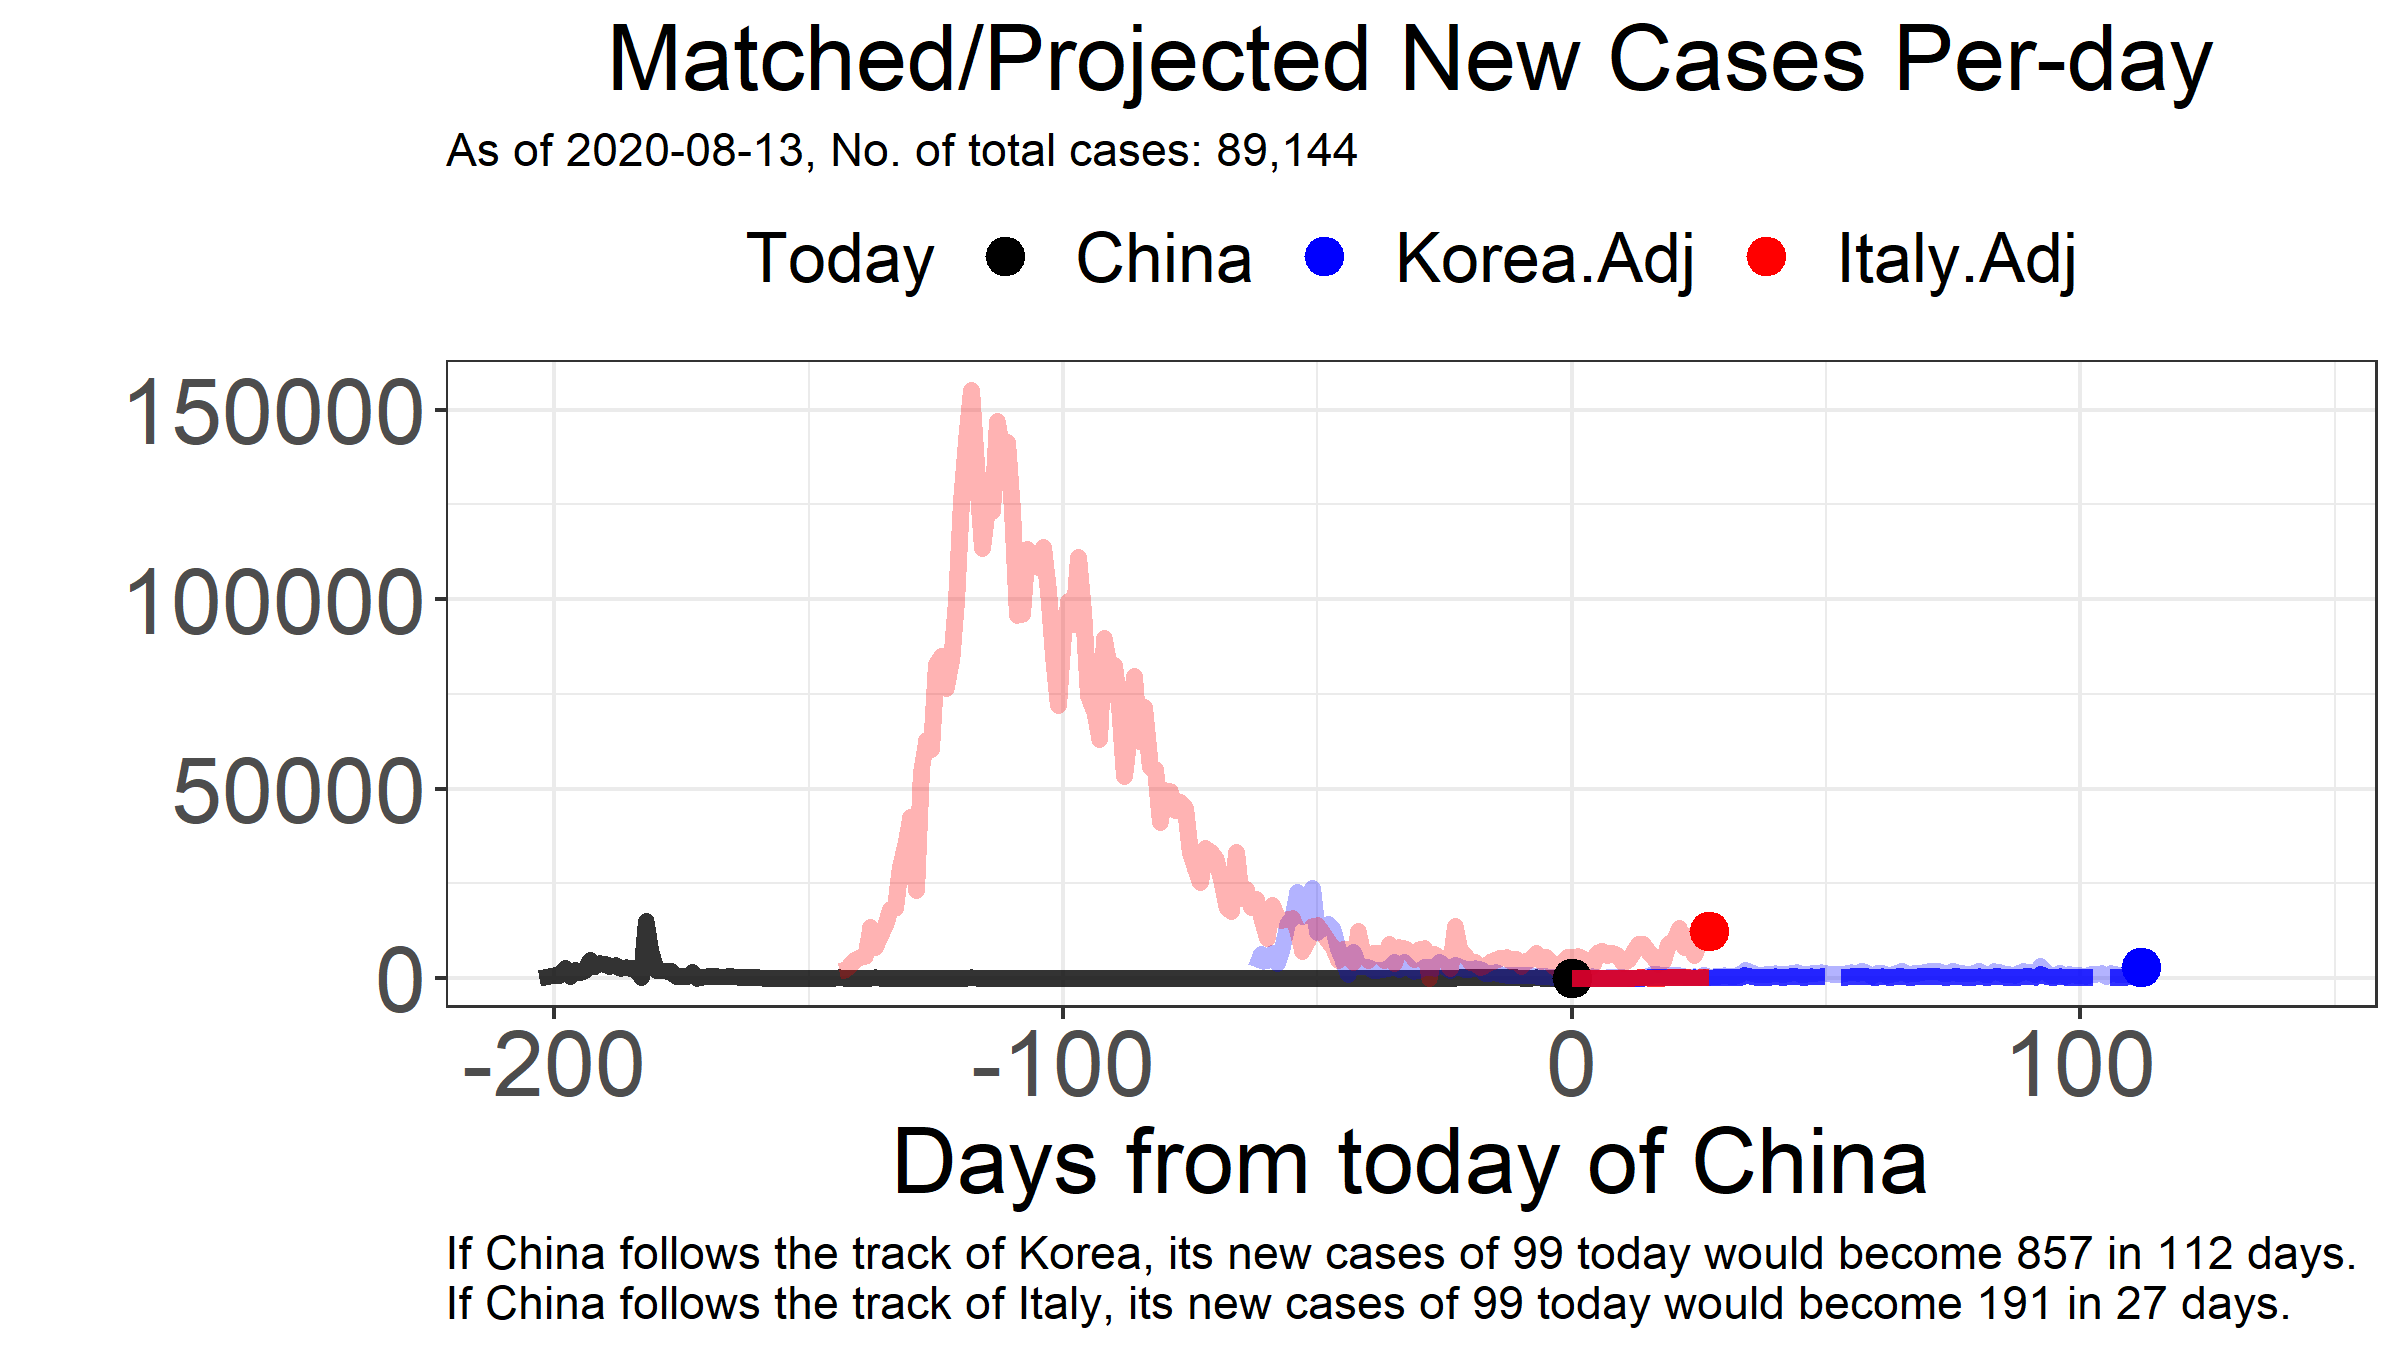 Matched/Projected New Cases Per-day
As of 2020-08-13, No. of total cases: 89,144
Today China Korea.Adj Italy.Adj
150000
100000
50000
0
-200 -100 0 100
Days from today of China
If China follows the track of Korea, its new cases of 99 today would become 857 in 112 days.
If China follows the track of Italy, its new cases of 99 today would become 191 in 27 days.